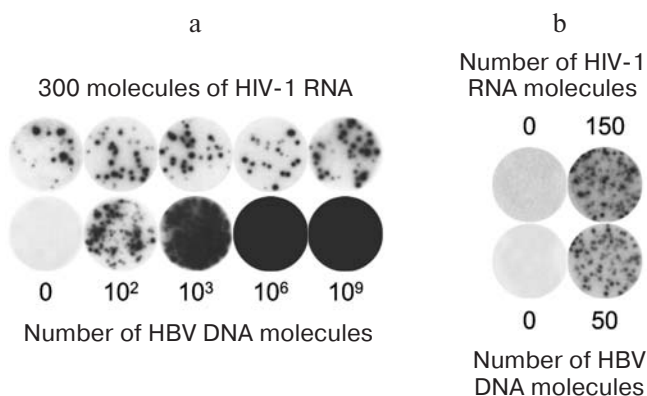 a
300 molecules of HIV-1 RNA
0 10² 10³ 10⁶ 10⁹
Number of HBV DNA molecules
b
Number of HIV-1
RNA molecules
0 150
0 50
Number of HBV
DNA molecules